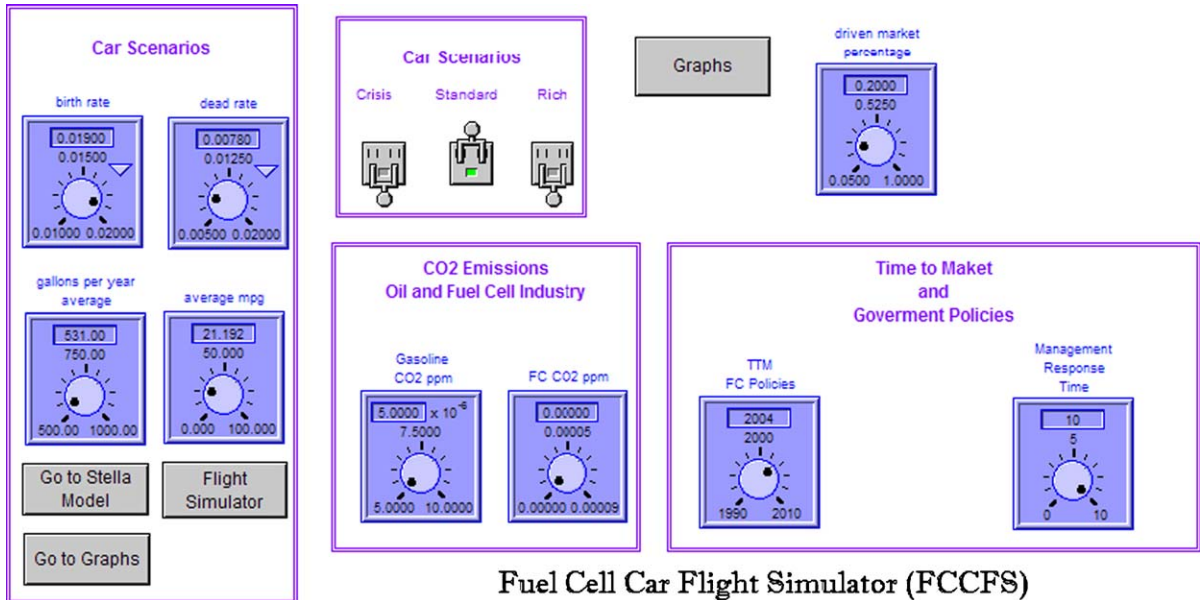 Car Scenarios
birth rate
0.01900
0.01500
0.01000 0.02000
dead rate
0.00780
0.01250
0.00500 0.02000
gallons per year
average
531.00
750.00
500.00 1000.00
average mpg
21.192
50.000
0.000 100.000
Go to Stella
Model
Flight
Simulator
Go to Graphs
Car Scenarios
Crisis
Standard
Rich
Graphs
driven market
percentage
0.2000
0.5250
0.0500 1.0000
CO2 Emissions
Oil and Fuel Cell Industry
Gasoline
CO2 ppm
5.0000 x 10-6
7.5000
5.0000 10.0000
FC CO2 ppm
0.00000
0.00005
0.00000 0.00009
Time to Maket
and
Goverment Policies
TTM
FC Policies
2004
2000
1990 2010
Management
Response
Time
10
5
0 10
Fuel Cell Car Flight Simulator (FCCFS)